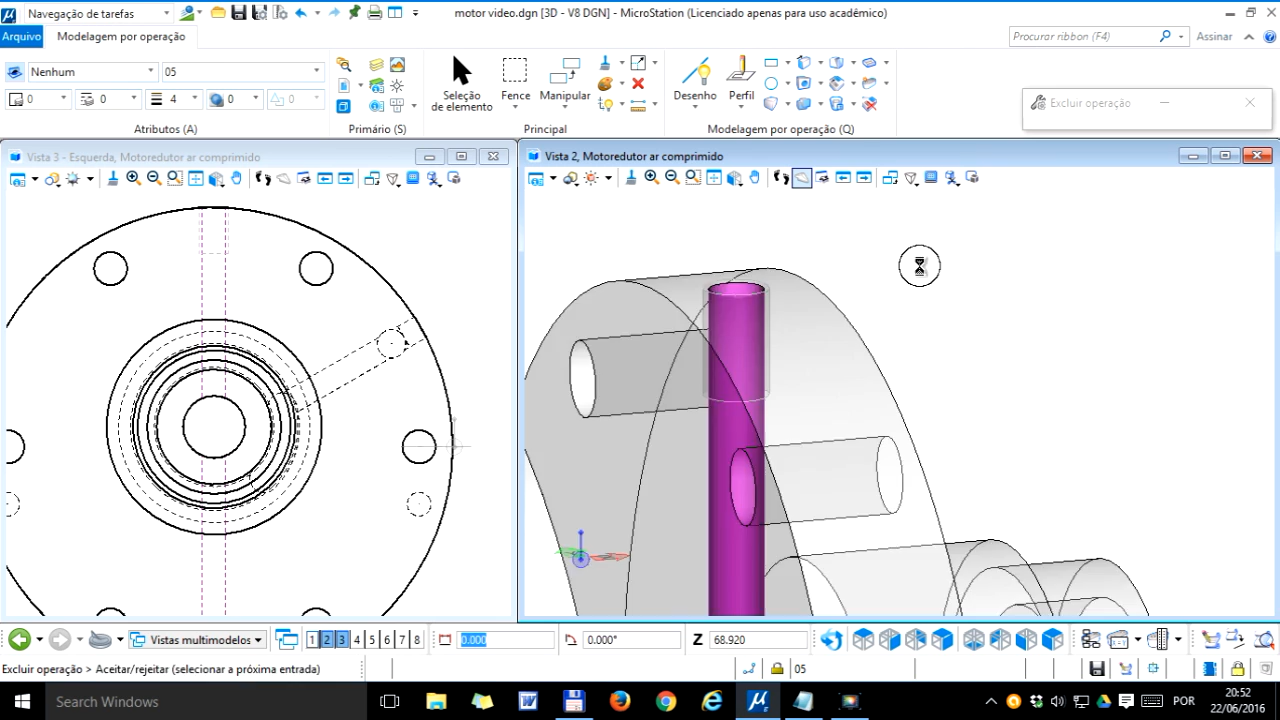 Navegação de tarefas
motor video.dgn [3D - V8 DGN] - MicroStation (Licenciado apenas para uso acadêmico)
Arquivo
Modelagem por operação
Procurar ribbon (F4)
Assinar
Nenhum
05
0
0
4
0
0
Seleção
de elemento
Fence
Manipular
Desenho
Perfil
Atributos (A)
Primário (S)
Principal
Modelagem por operação (Q)
Excluir operação
Vista 3 - Esquerda, Motoredutor ar comprimido
Vista 2, Motoredutor ar comprimido
Vistas multimodelos
1 2 3 4 5 6 7 8
0.000
0.000°
Z 68.920
Excluir operação > Aceitar/rejeitar (selecionar a próxima entrada)
05
Search Windows
POR
20:52
22/06/2016